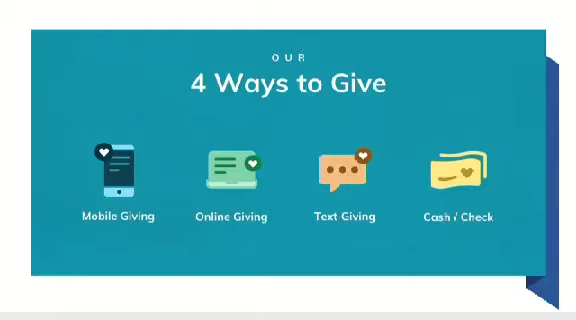 OUR
4 Ways to Give
Mobile Giving
Online Giving
Text Giving
Cash / Check